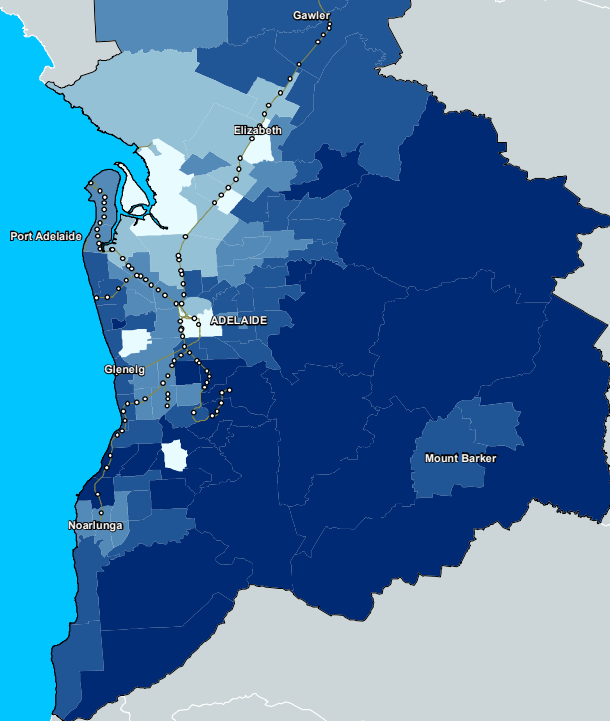 Gawler
Elizabeth
Port Adelaide
ADELAIDE
Glenelg
Mount Barker
Noarlunga